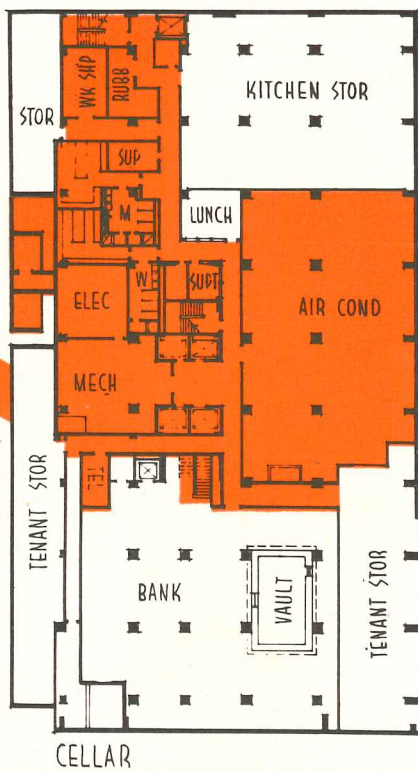 WK SHP
RUBB
KITCHEN STOR
STOR
SUP
M
LUNCH
W
SUPT
ELEC
AIR COND
MECH
TEL
TENANT STOR
BANK
VAULT
TENANT STOR
CELLAR